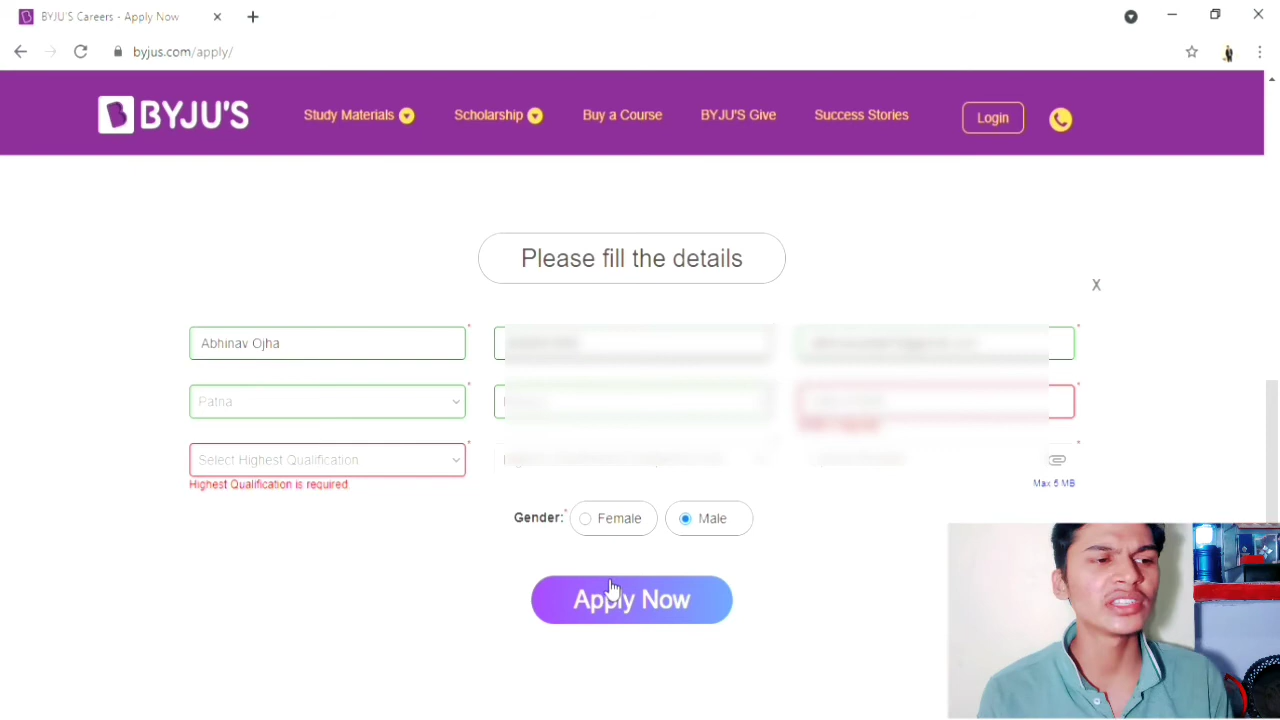 BYJU'S Careers - Apply Now
byjus.com/apply/
BYJU'S Study Materials Scholarship Buy a Course BYJU'S Give Success Stories Login
Please fill the details
X
Abhinav Ojha
Patna
Select Highest Qualification
Highest Qualification is required
Max 5 MB
Gender:* Female Male
Apply Now